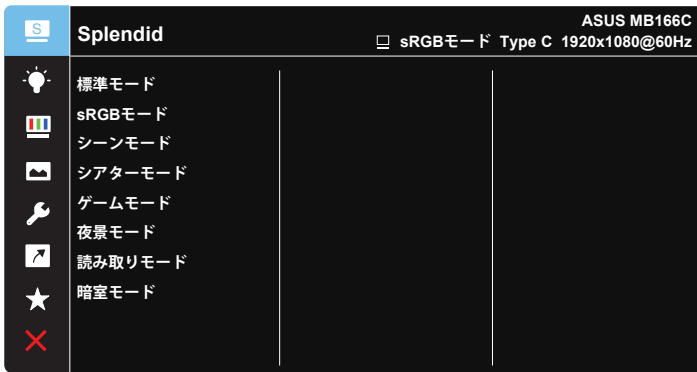 S
Splendid
ASUS MB166C
sRGBモード Type C 1920x1080@60Hz
標準モード
sRGBモード
シーンモード
シアターモード
ゲームモード
夜景モード
読み取りモード
暗室モード